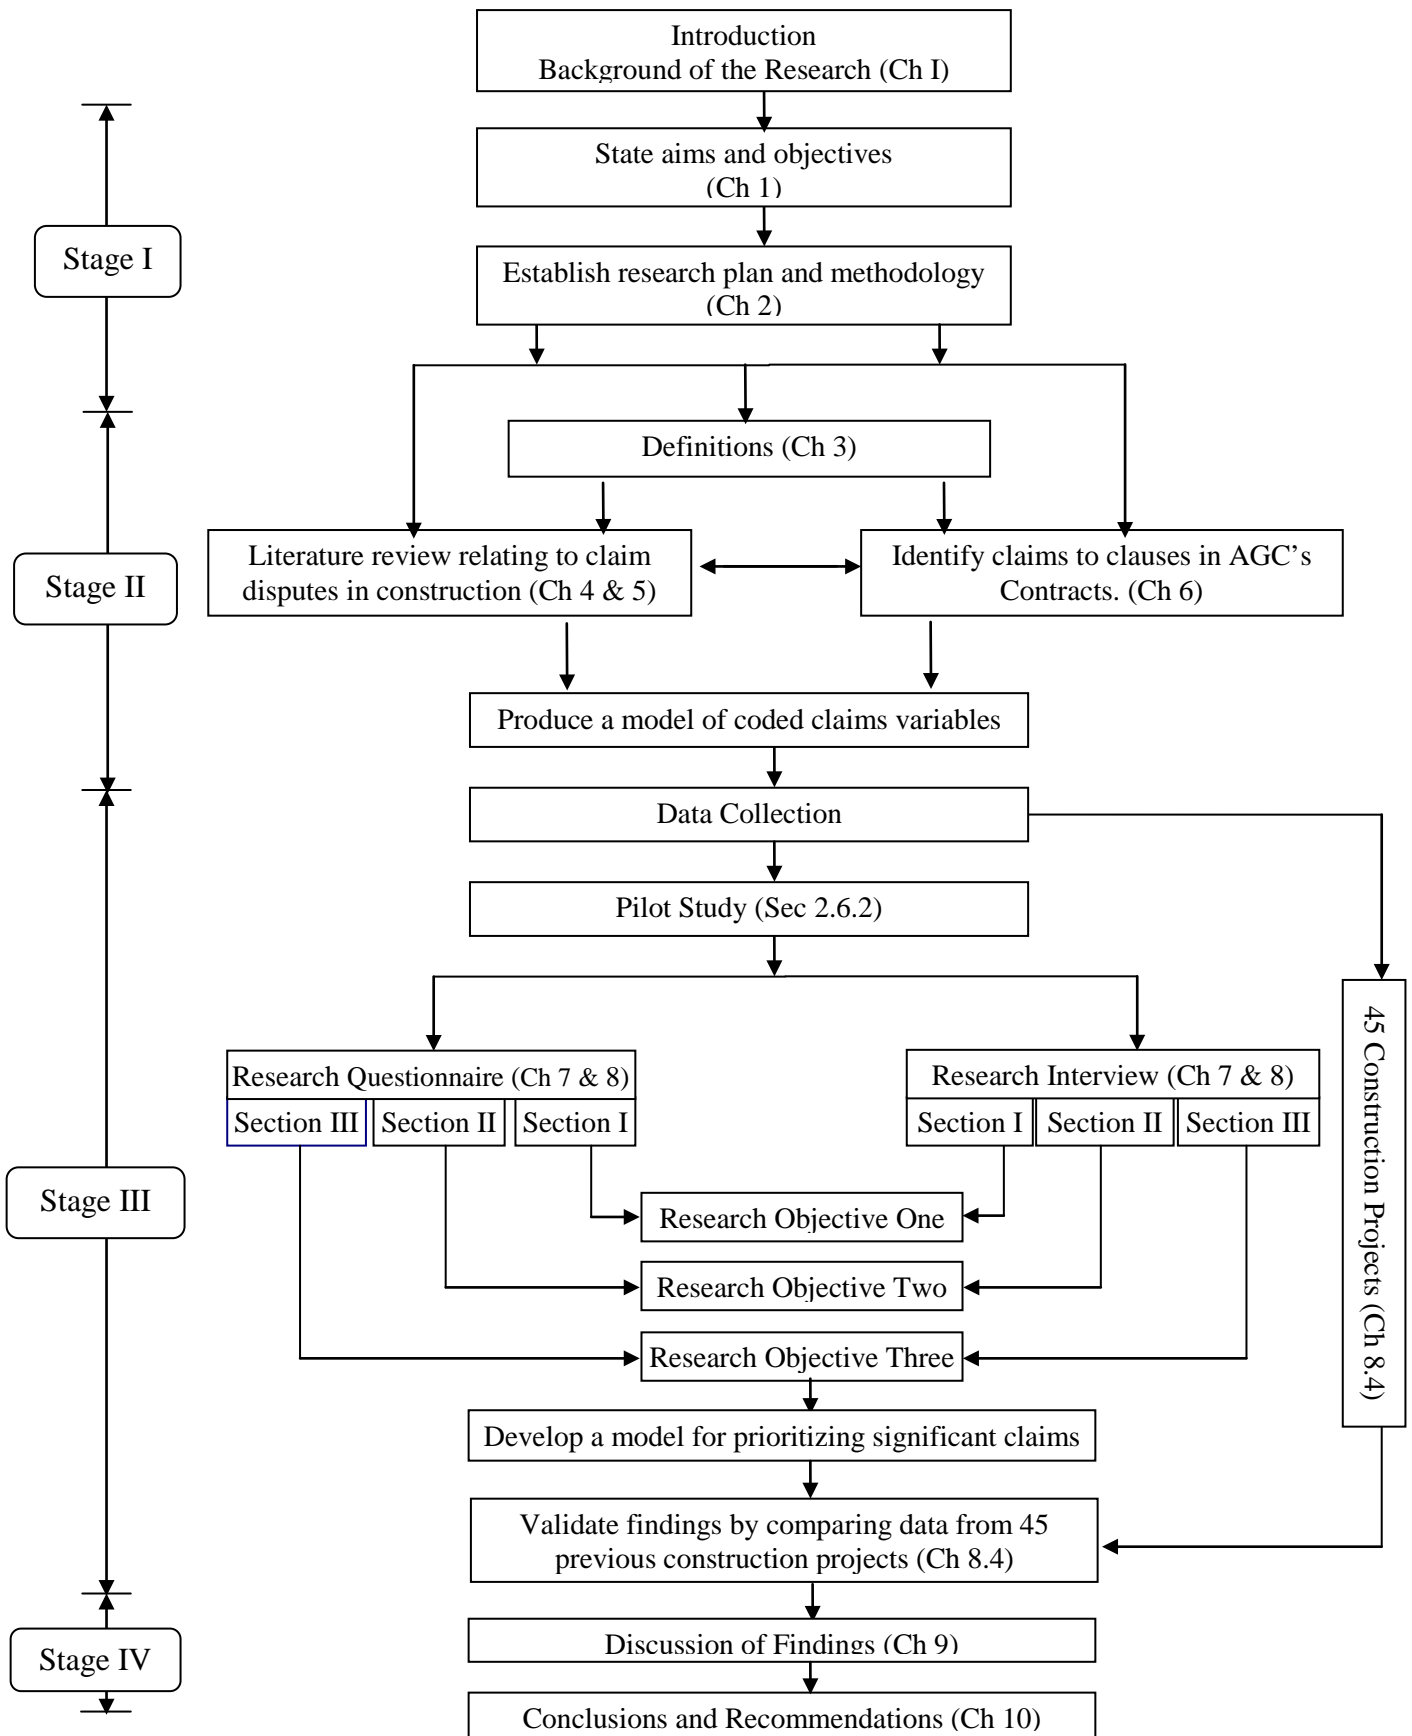 Introduction
Background of the Research (Ch I)
State aims and objectives
(Ch 1)
Stage I
Establish research plan and methodology
(Ch 2)
Definitions (Ch 3)
Stage II
Literature review relating to claim
disputes in construction (Ch 4 & 5)
Identify claims to clauses in AGC's
Contracts. (Ch 6)
Produce a model of coded claims variables
Data Collection
Pilot Study (Sec 2.6.2)
45 Construction Projects (Ch 8.4)
Research Questionnaire (Ch 7 & 8)
Section III
Section II
Section I
Research Interview (Ch 7 & 8)
Section I
Section II
Section III
Stage III
Research Objective One
Research Objective Two
Research Objective Three
Develop a model for prioritizing significant claims
Validate findings by comparing data from 45
previous construction projects (Ch 8.4)
Stage IV
Discussion of Findings (Ch 9)
Conclusions and Recommendations (Ch 10)